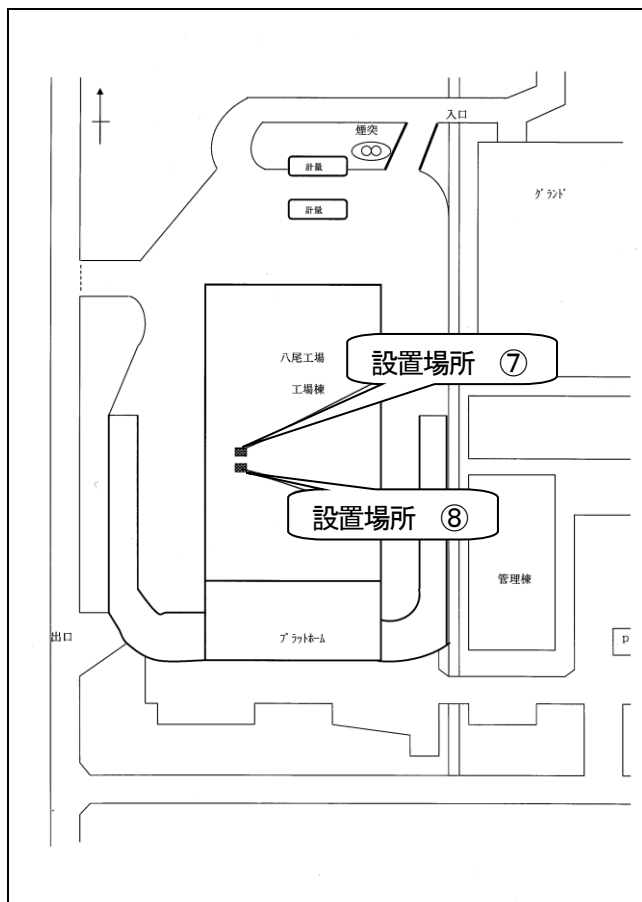 入口
煙突
計量
計量
グランド
八尾工場
工場棟
設置場所 ⑦
設置場所 ⑧
管理棟
出口
プラットホーム
P